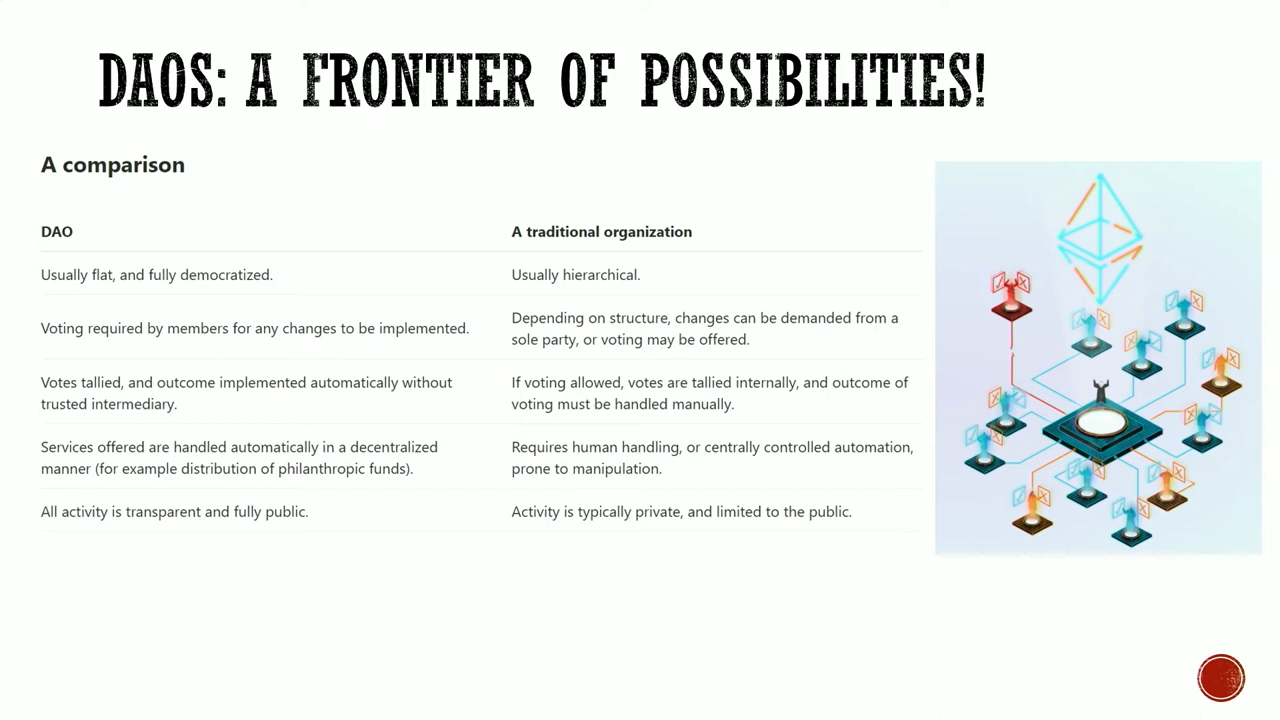 DAOS: A FRONTIER OF POSSIBILITIES!
A comparison
DAO
A traditional organization
Usually flat, and fully democratized.
Usually hierarchical.
Voting required by members for any changes to be implemented.
Depending on structure, changes can be demanded from a
sole party, or voting may be offered.
Votes tallied, and outcome implemented automatically without
trusted intermediary.
If voting allowed, votes are tallied internally, and outcome of
voting must be handled manually.
Services offered are handled automatically in a decentralized
manner (for example distribution of philanthropic funds).
Requires human handling, or centrally controlled automation,
prone to manipulation.
All activity is transparent and fully public.
Activity is typically private, and limited to the public.